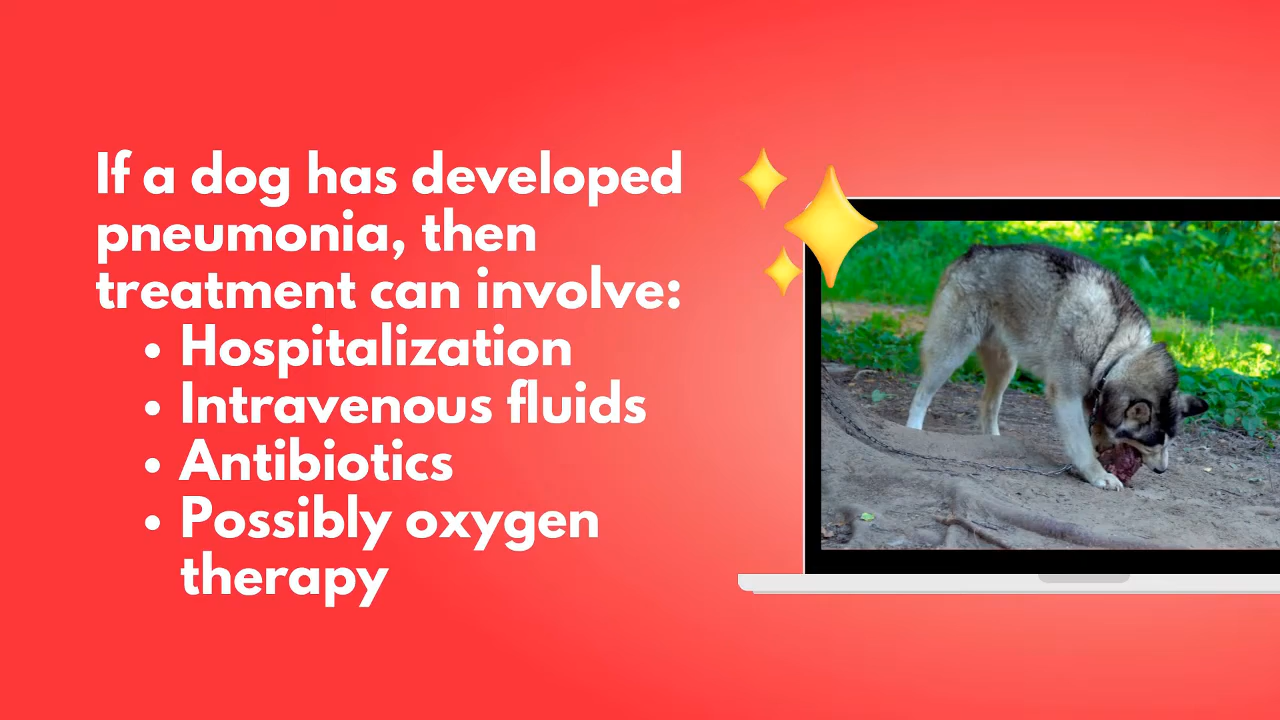 If a dog has developed
pneumonia, then
treatment can involve:
• Hospitalization
• Intravenous fluids
• Antibiotics
• Possibly oxygen
therapy